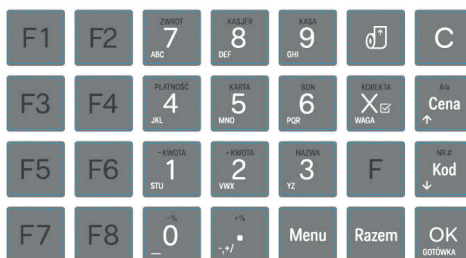 F1 F2 ZWROT 7 ABC KASJER 8 DEF KASA 9 GHI C
F3 F4 PŁATNOŚĆ 4 JKL KARTA 5 MNO BON 6 PQR KOREKTA X WAGA A/a Cena ↑
F5 F6 -KWOTA 1 STU +KWOTA 2 VWX NAZWA 3 YZ F NR# Kod ↓
F7 F8 -% 0 _ +% . -,+/ Menu Razem OK GOTÓWKA